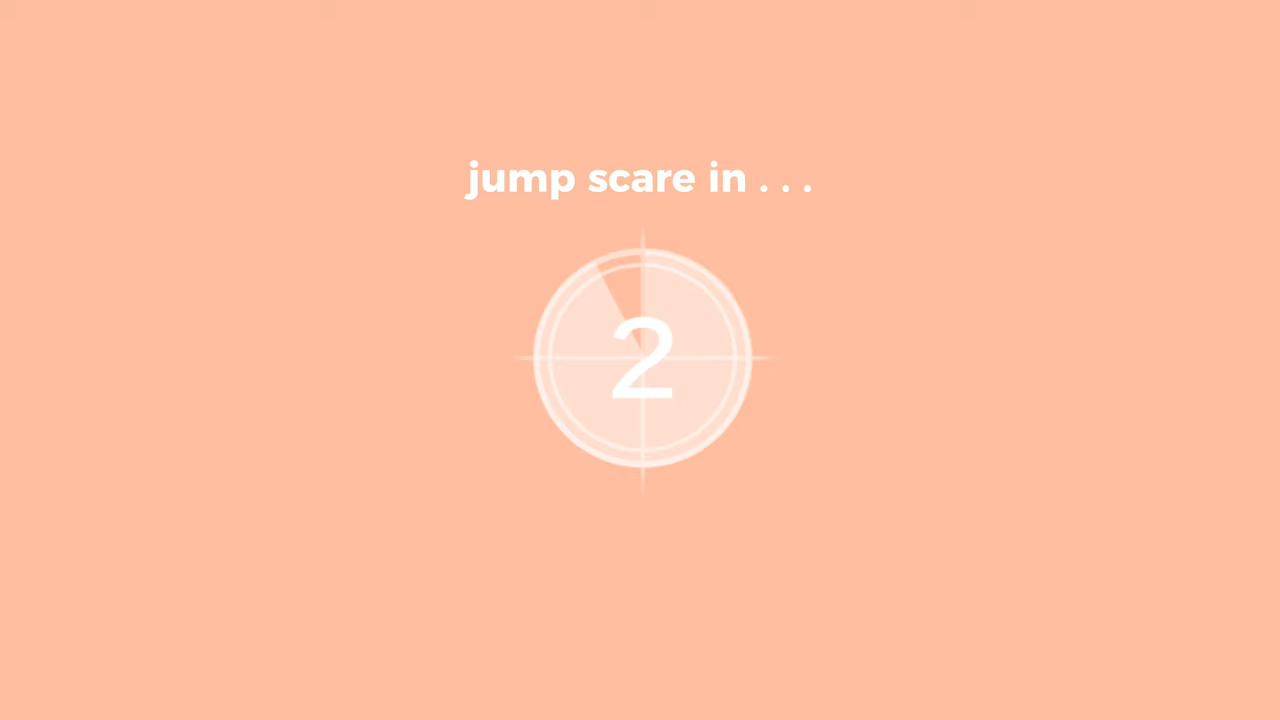 jump scare in . . .
2